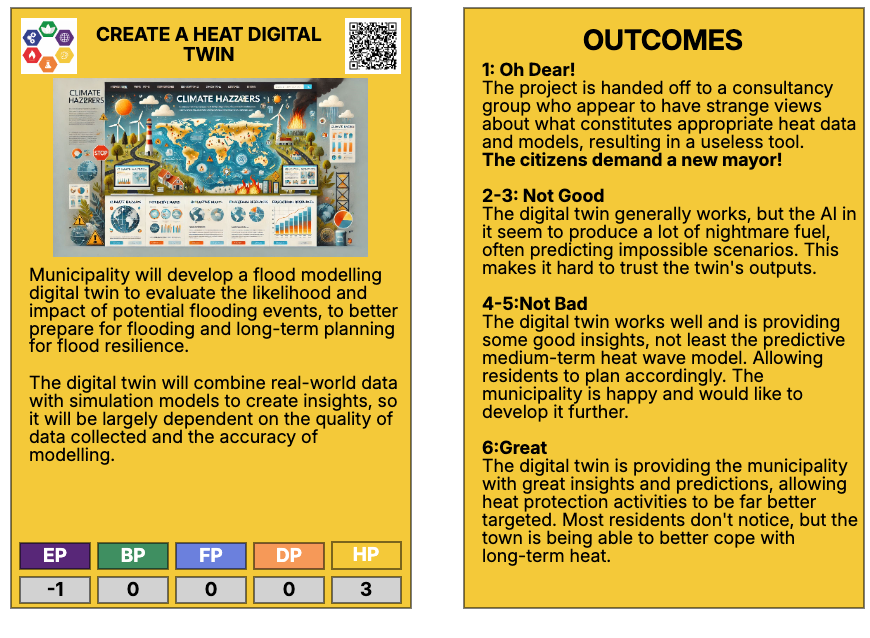 CREATE A HEAT DIGITAL
TWIN
CLIMATE
HAZZRERS
CLIMATE HAZZAERS
STOP
Municipality will develop a flood modelling
digital twin to evaluate the likelihood and
impact of potential flooding events, to better
prepare for flooding and long-term planning
for flood resilience.
The digital twin will combine real-world data
with simulation models to create insights, so
it will be largely dependent on the quality of
data collected and the accuracy of
modelling.
EP BP FP DP HP
-1 0 0 0 3
OUTCOMES
1: Oh Dear!
The project is handed off to a consultancy
group who appear to have strange views
about what constitutes appropriate heat data
and models, resulting in a useless tool.
The citizens demand a new mayor!
2-3: Not Good
The digital twin generally works, but the AI in
it seem to produce a lot of nightmare fuel,
often predicting impossible scenarios. This
makes it hard to trust the twin's outputs.
4-5:Not Bad
The digital twin works well and is providing
some good insights, not least the predictive
medium-term heat wave model. Allowing
residents to plan accordingly. The
municipality is happy and would like to
develop it further.
6:Great
The digital twin is providing the municipality
with great insights and predictions, allowing
heat protection activities to be far better
targeted. Most residents don't notice, but the
town is being able to better cope with
long-term heat.